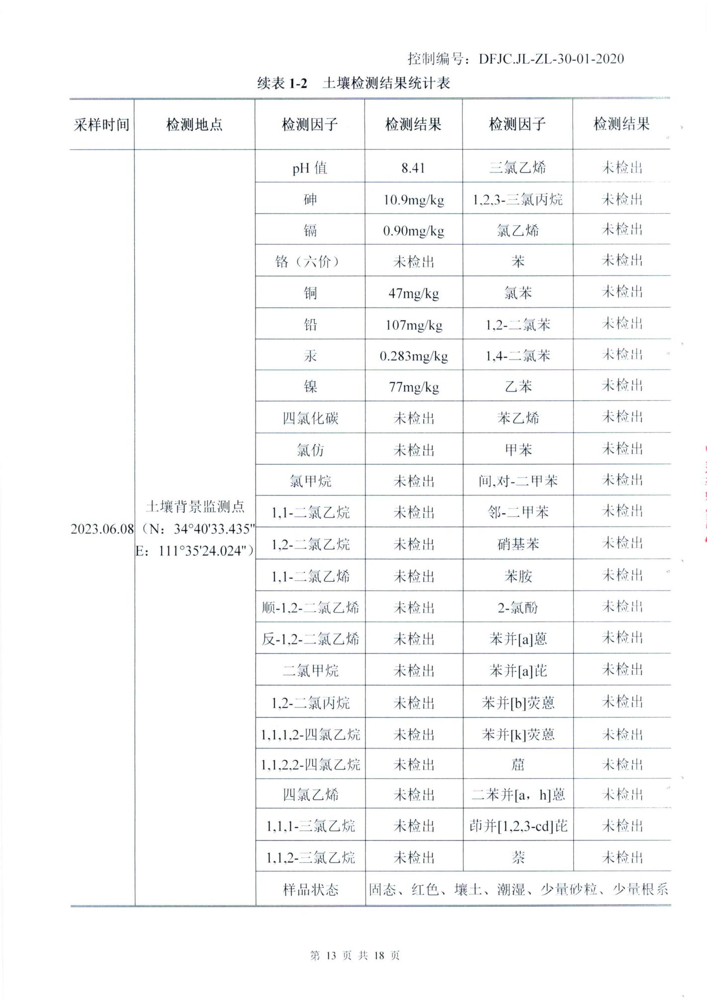 控制编号：DFJC.JL-ZL-30-01-2020
续表 1-2 土壤检测结果统计表
采样时间 检测地点 检测因子 检测结果 检测因子 检测结果
pH 值 8.41 三氯乙烯 未检出
砷 10.9mg/kg 1,2,3-三氯丙烷 未检出
镉 0.90mg/kg 氯乙烯 未检出
铬（六价） 未检出 苯 未检出
铜 47mg/kg 氯苯 未检出
铅 107mg/kg 1,2-二氯苯 未检出
汞 0.283mg/kg 1,4-二氯苯 未检出
镍 77mg/kg 乙苯 未检出
四氯化碳 未检出 苯乙烯 未检出
氯仿 未检出 甲苯 未检出
氯甲烷 未检出 间,对-二甲苯 未检出
土壤背景监测点 1,1-二氯乙烷 未检出 邻-二甲苯 未检出
2023.06.08 （N：34°40'33.435"
E：111°35'24.024"） 1,2-二氯乙烷 未检出 硝基苯 未检出
1,1-二氯乙烯 未检出 苯胺 未检出
顺-1,2-二氯乙烯 未检出 2-氯酚 未检出
反-1,2-二氯乙烯 未检出 苯并[a]蒽 未检出
二氯甲烷 未检出 苯并[a]芘 未检出
1,2-二氯丙烷 未检出 苯并[b]荧蒽 未检出
1,1,1,2-四氯乙烷 未检出 苯并[k]荧蒽 未检出
1,1,2,2-四氯乙烷 未检出 䓛 未检出
四氯乙烯 未检出 二苯并[a，h]蒽 未检出
1,1,1-三氯乙烷 未检出 茚并[1,2,3-cd]芘 未检出
1,1,2-三氯乙烷 未检出 萘 未检出
样品状态 固态、红色、壤土、潮湿、少量砂粒、少量根系
第 13 页 共 18 页